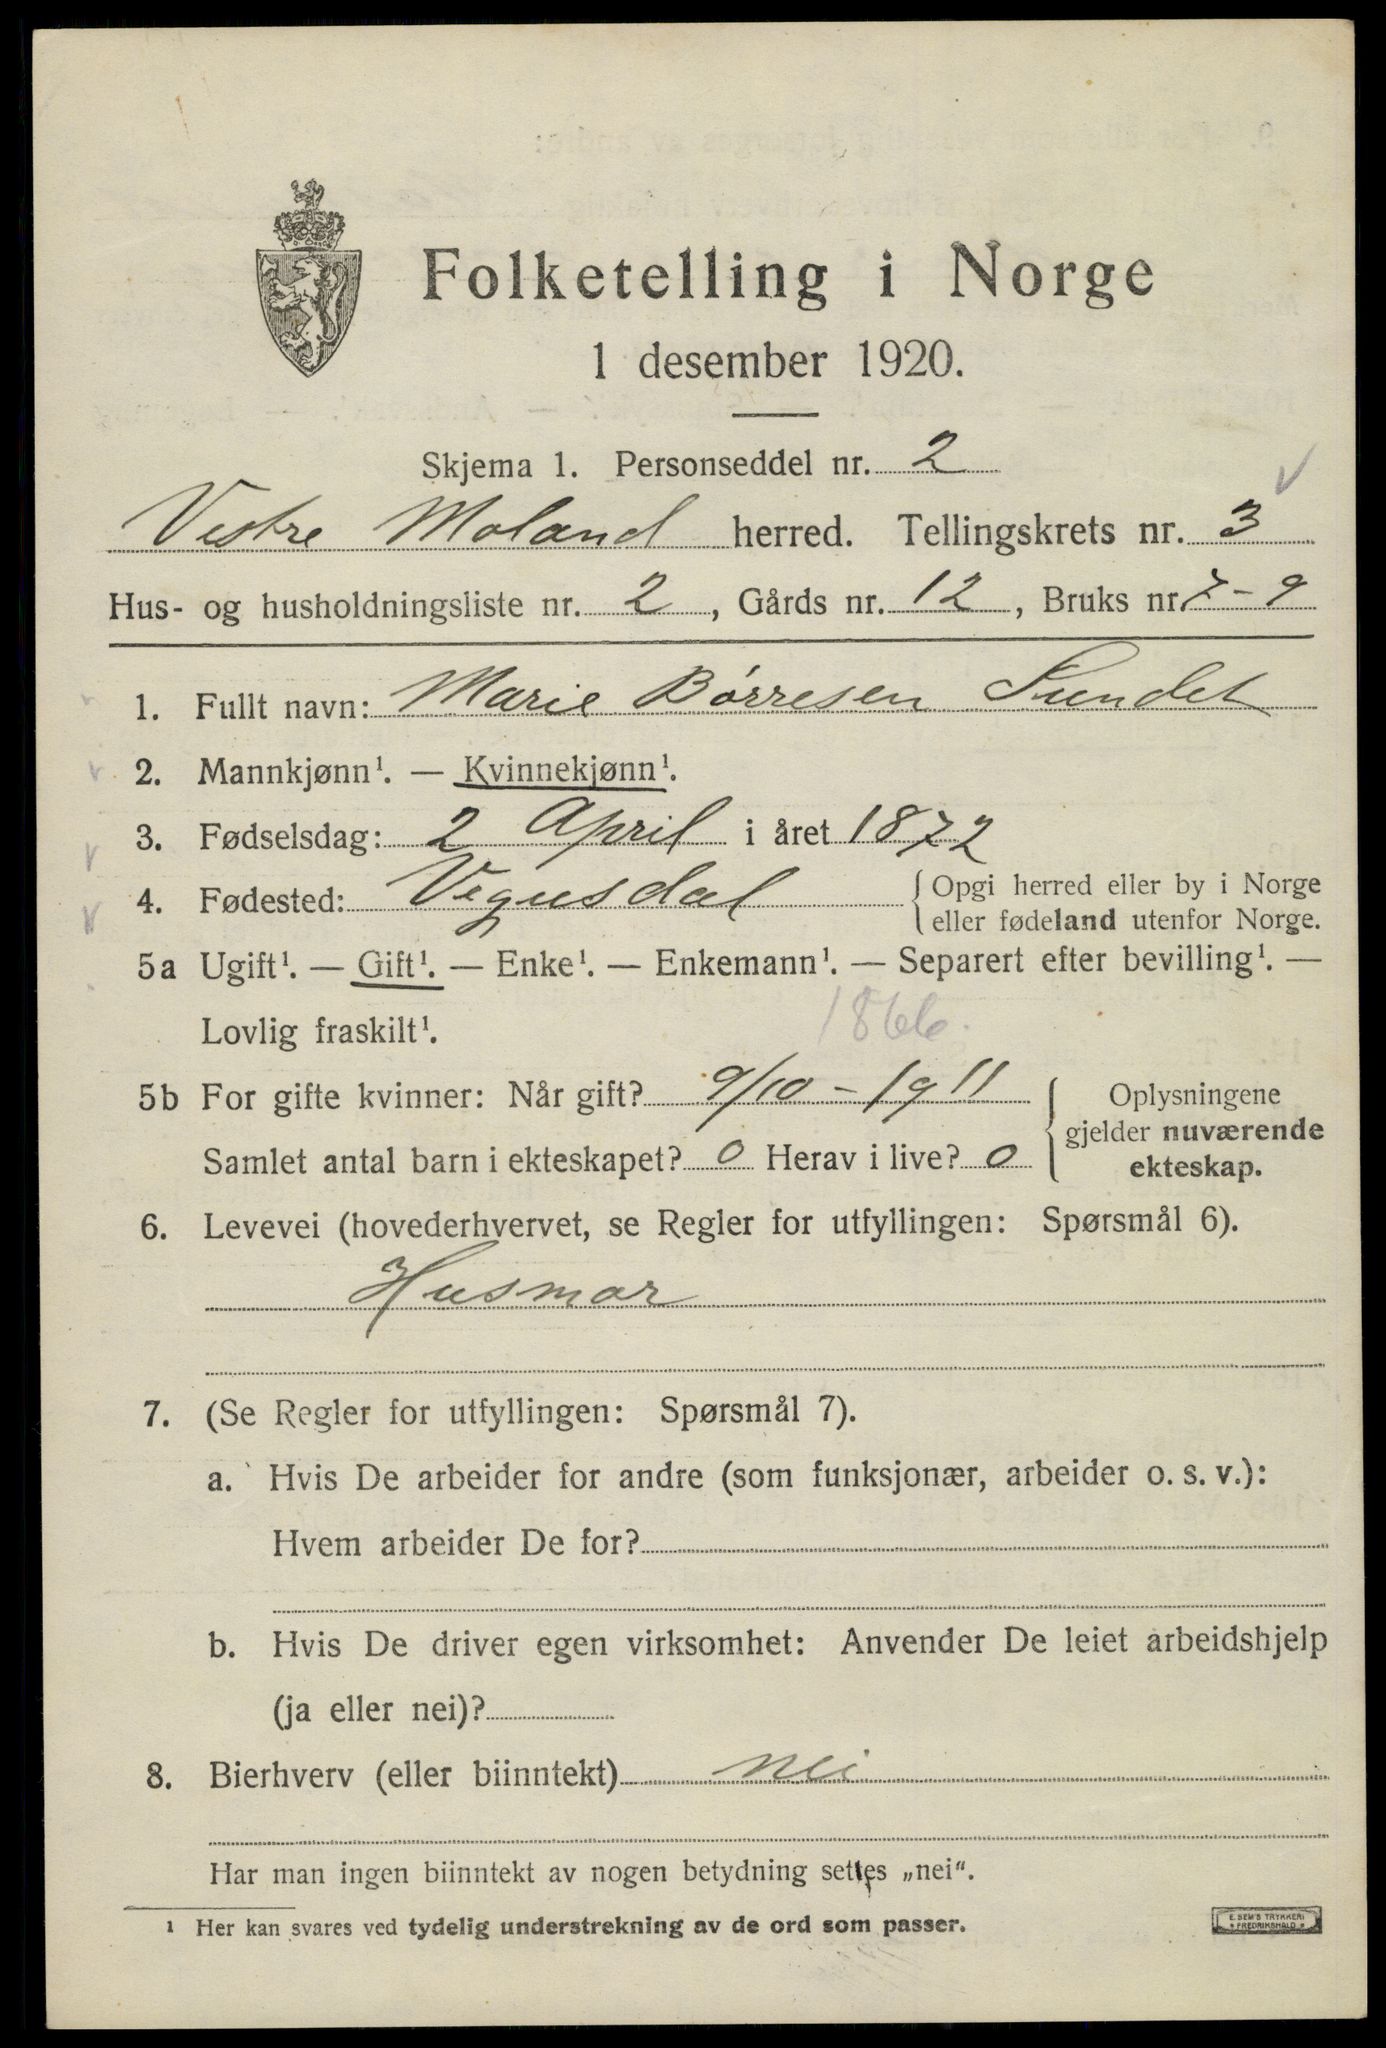 Folketelling i Norge
1 desember 1920.
Skjema 1. Personseddel nr. 2
Vestre Moland herred. Tellingskrets nr. 3
Hus- og husholdningsliste nr. 2, Gårds nr. 12, Bruks nr. 7-9
1. Fullt navn: Marie Börresen Sundet
2. Mannkjønn¹. — Kvinnekjønn¹.
3. Fødselsdag: 2 April i året 1872
4. Fødested: Vegusdal { Opgi herred eller by i Norge
eller fødeland utenfor Norge.
5a Ugift¹. — Gift¹. — Enke¹. — Enkemann¹. — Separert efter bevilling¹. —
Lovlig fraskilt¹. 1866.
5b For gifte kvinner: Når gift? 9/10 - 1911 { Oplysningene
gjelder nuværende
Samlet antal barn i ekteskapet? 0 Herav i live? 0 ekteskap.
6. Levevei (hovederhvervet, se Regler for utfyllingen: Spørsmål 6).
Husmor
7. (Se Regler for utfyllingen: Spørsmål 7).
a. Hvis De arbeider for andre (som funksjonær, arbeider o. s. v.):
Hvem arbeider De for?
b. Hvis De driver egen virksomhet: Anvender De leiet arbeidshjelp
(ja eller nei)?
8. Bierhverv (eller biinntekt) nei
Har man ingen biinntekt av nogen betydning settes „nei“.
¹ Her kan svares ved tydelig understrekning av de ord som passer.
E. SEM'S TRYKKERI
FREDRIKSHALD